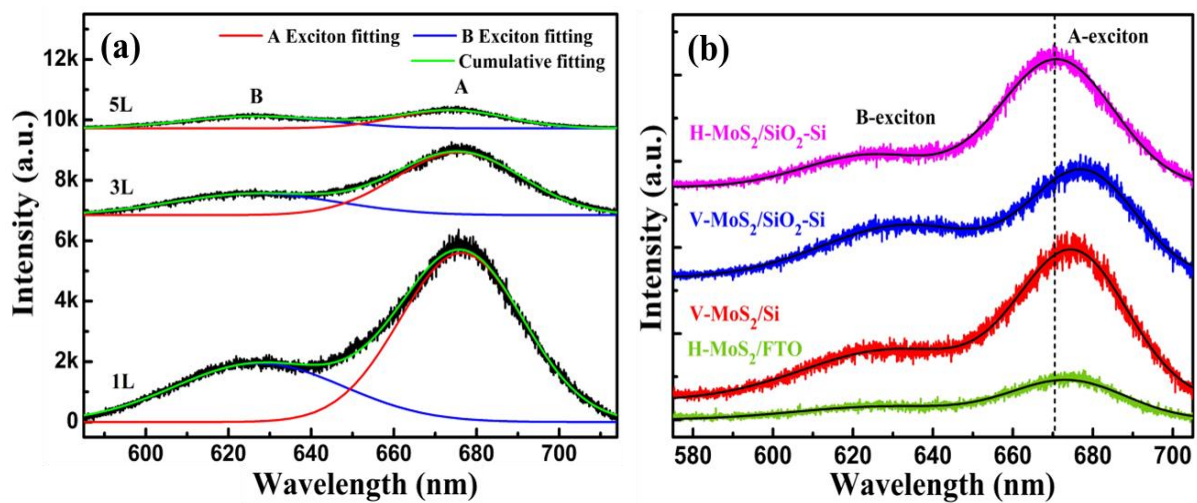 (a)
A Exciton fitting
B Exciton fitting
Cumulative fitting
Intensity (a.u.)
12k
10k
8k
6k
4k
2k
0
5L
3L
1L
B
A
600
620
640
660
680
700
Wavelength (nm)
(b)
A-exciton
B-exciton
H-MoS₂/SiO₂-Si
V-MoS₂/SiO₂-Si
V-MoS₂/Si
H-MoS₂/FTO
Intensity (a.u.)
580
600
620
640
660
680
700
Wavelength (nm)